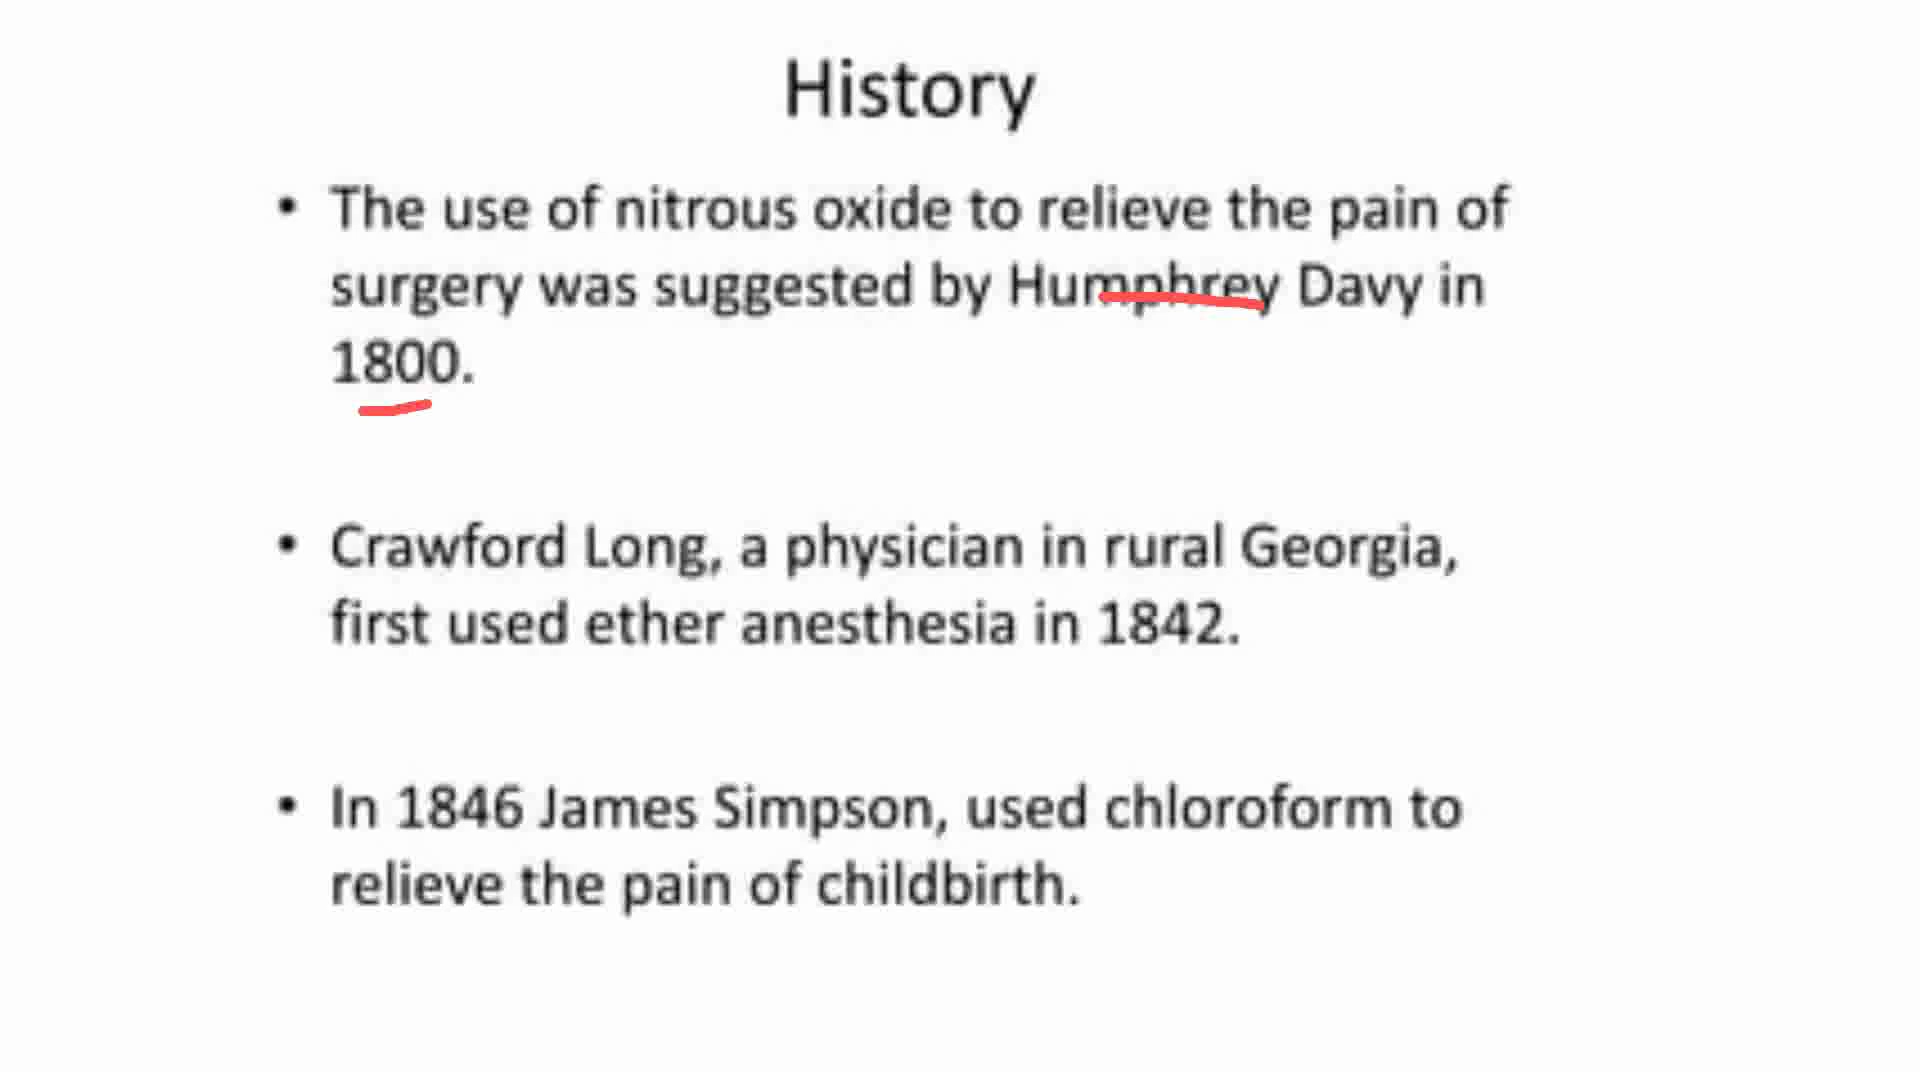 History
• The use of nitrous oxide to relieve the pain of
surgery was suggested by Humphrey Davy in
1800.
• Crawford Long, a physician in rural Georgia,
first used ether anesthesia in 1842.
• In 1846 James Simpson, used chloroform to
relieve the pain of childbirth.